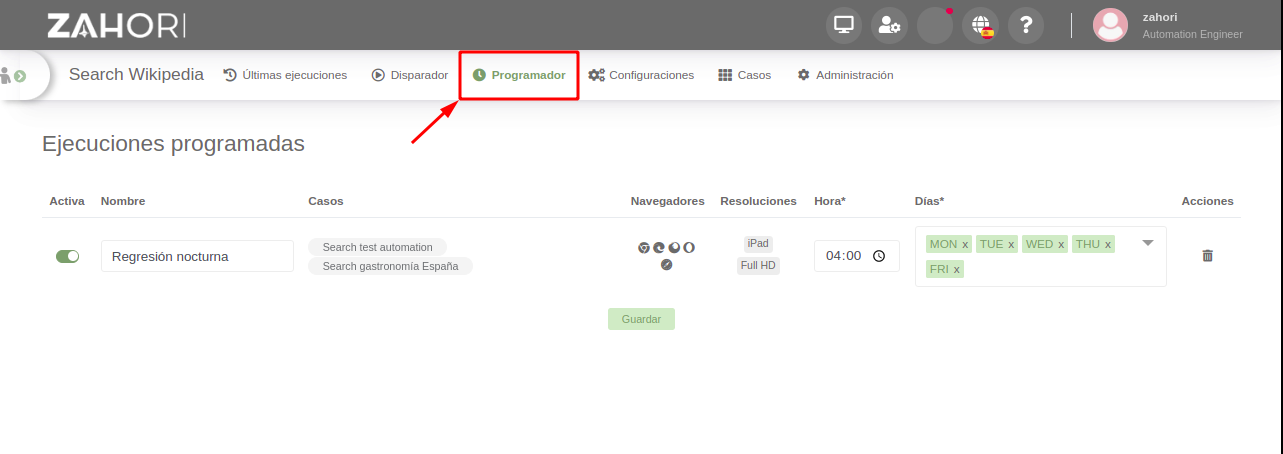 ZAHORI
?
zahori
Automation Engineer
Search Wikipedia
Últimas ejecuciones
Disparador
Programador
Configuraciones
Casos
Administración
Ejecuciones programadas
Activa Nombre Casos Navegadores Resoluciones Hora* Días* Acciones
Regresión nocturna
Search test automation
Search gastronomía España
iPad
Full HD
04:00
MON x TUE x WED x THU x
FRI x
Guardar